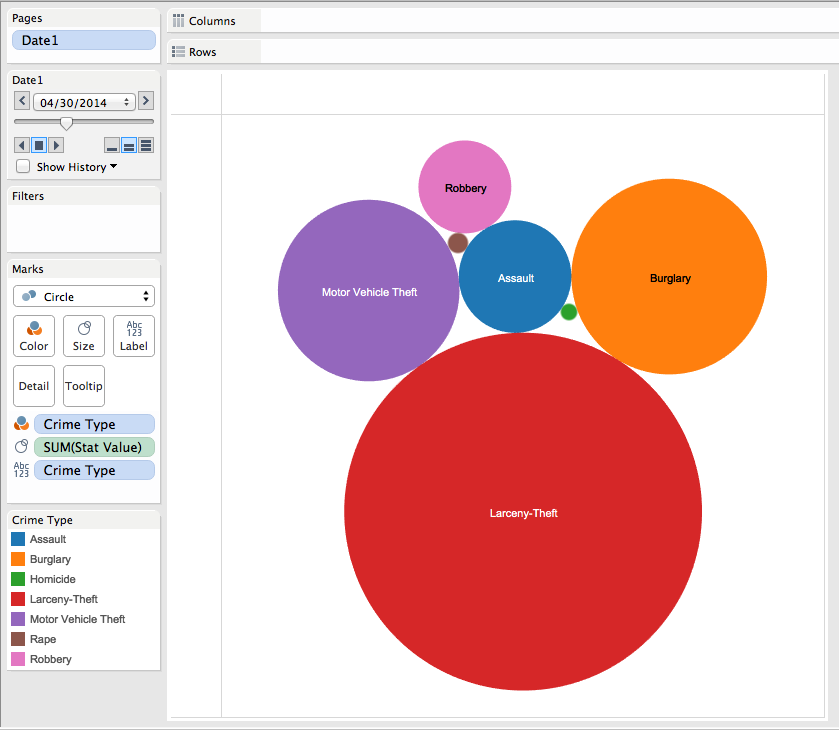 Pages
Date1
Date1
04/30/2014
Show History
Filters
Marks
Circle
Color
Size
Abc
123
Label
Detail
Tooltip
Crime Type
SUM(Stat Value)
Abc
123
Crime Type
Crime Type
Assault
Burglary
Homicide
Larceny-Theft
Motor Vehicle Theft
Rape
Robbery
Columns
Rows
Robbery
Motor Vehicle Theft
Assault
Burglary
Larceny-Theft